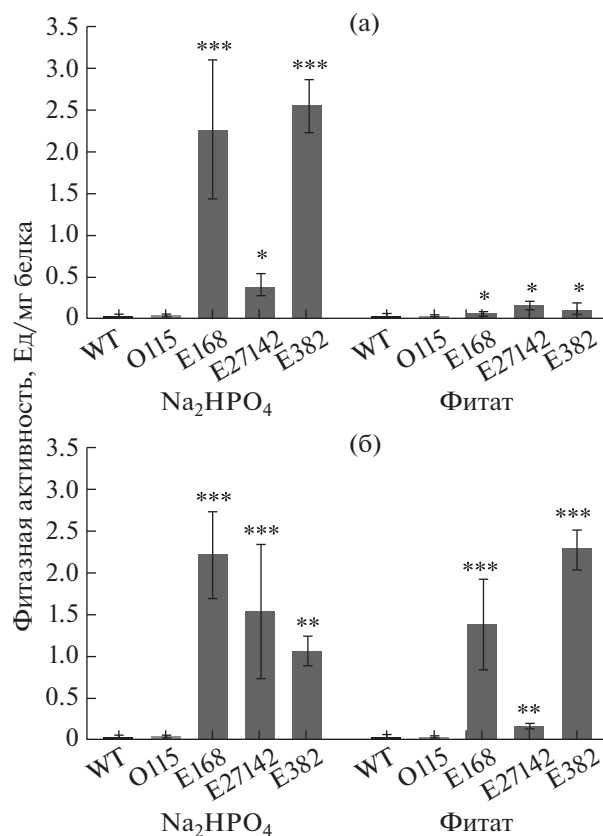 (а)
Фитазная активность, Ед/мг белка
3.5
***
***
3.0
2.5
2.0
1.5
1.0
*
0.5
*
*
*
0
WT
O115
E168
E27142
E382
WT
O115
E168
E27142
E382
Na2HPO4
Фитат
(б)
3.5
3.0
***
***
***
***
2.5
2.0
1.5
**
1.0
0.5
**
0
WT
O115
E168
E27142
E382
WT
O115
E168
E27142
E382
Na2HPO4
Фитат